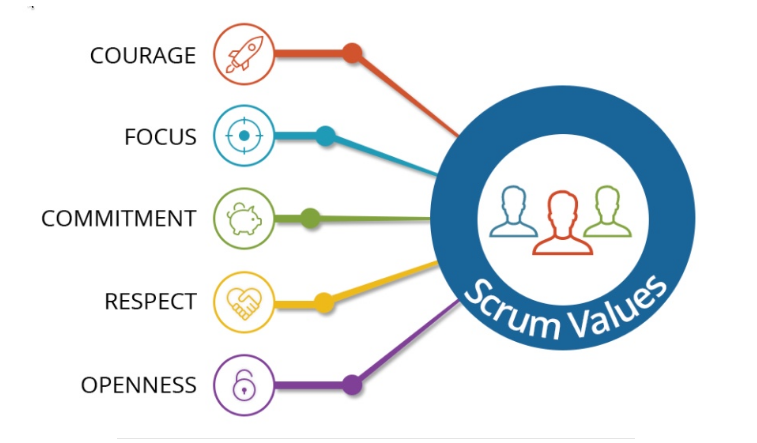 COURAGE
FOCUS
COMMITMENT
RESPECT
OPENNESS
Scrum Values